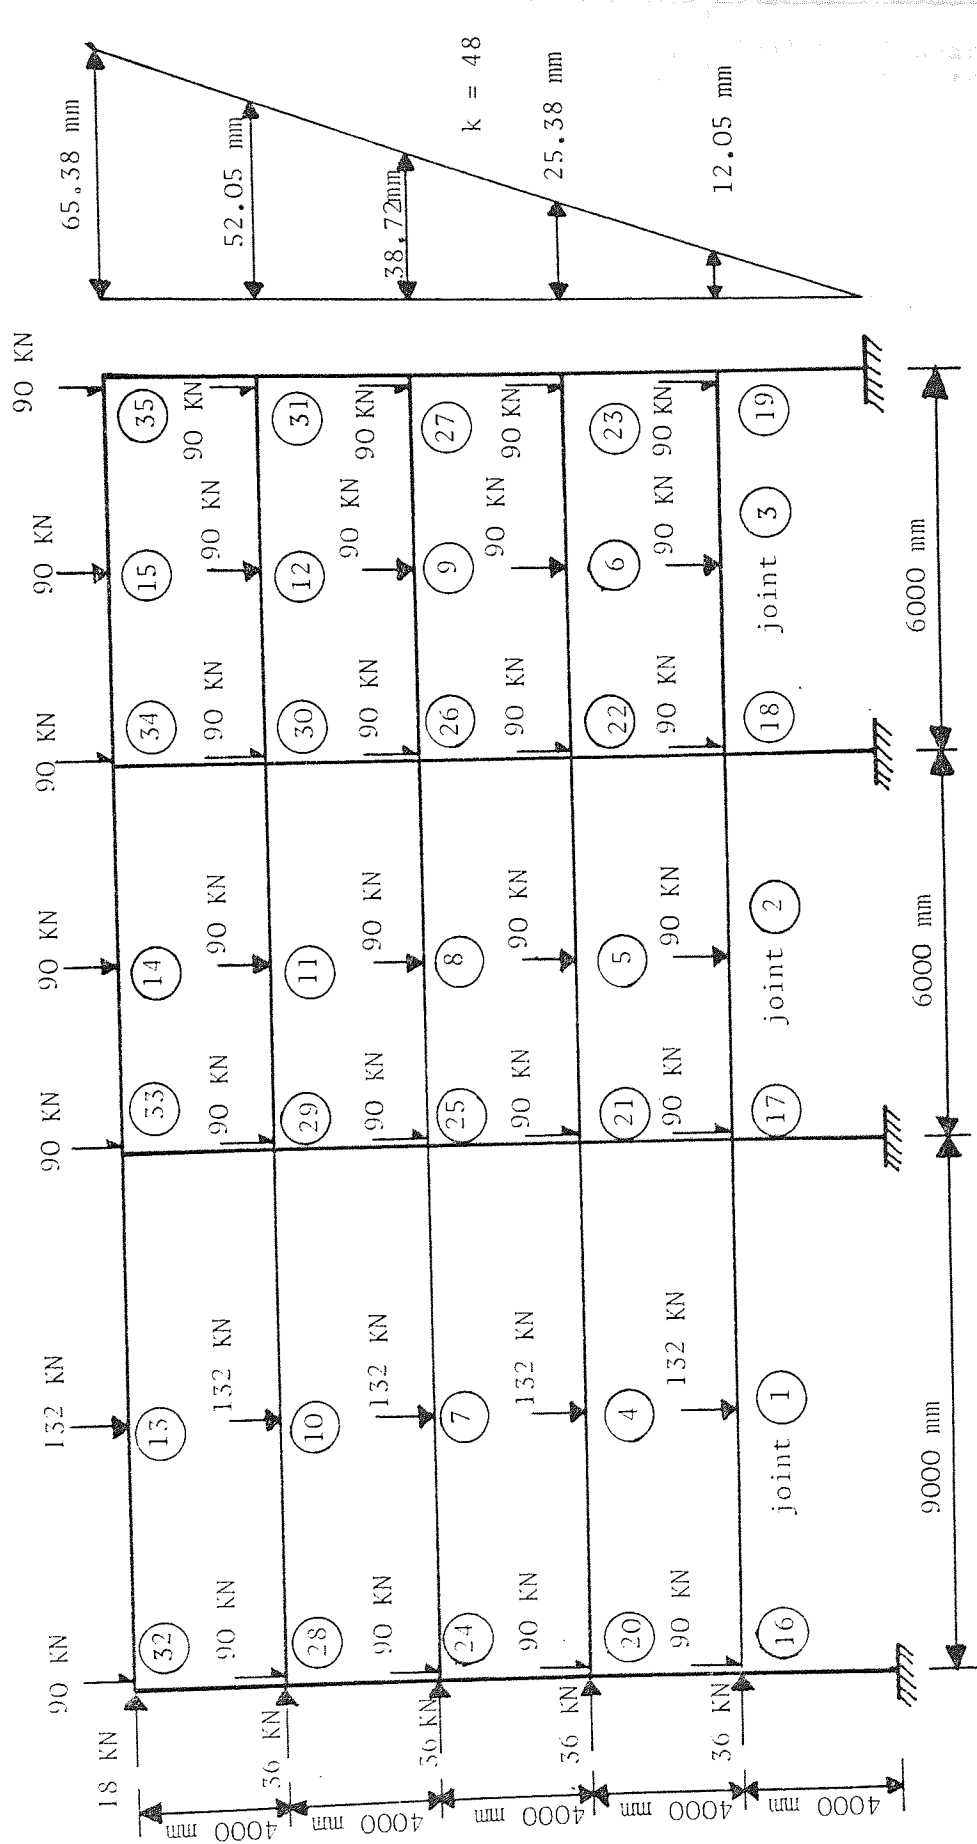 90 KN
132 KN
90 KN
90 KN
90 KN
90 KN
90 KN
65.38 mm
18 KN
4000 mm
32
13
33
14
34
15
35
90 KN
132 KN
90 KN
90 KN
90 KN
90 KN
90 KN
52.05 mm
36 KN
4000 mm
28
10
29
11
30
12
31
90 KN
132 KN
90 KN
90 KN
90 KN
90 KN
90 KN
38.72mm
36 KN
4000 mm
24
7
25
8
26
9
27
k = 48
90 KN
132 KN
90 KN
90 KN
90 KN
90 KN
90 KN
25.38 mm
36 KN
4000 mm
20
4
21
5
22
6
23
90 KN
132 KN
90 KN
90 KN
90 KN
90 KN
90 KN
12.05 mm
36 KN
4000 mm
16
joint 1
17
joint 2
18
joint 3
19
9000 mm
6000 mm
6000 mm